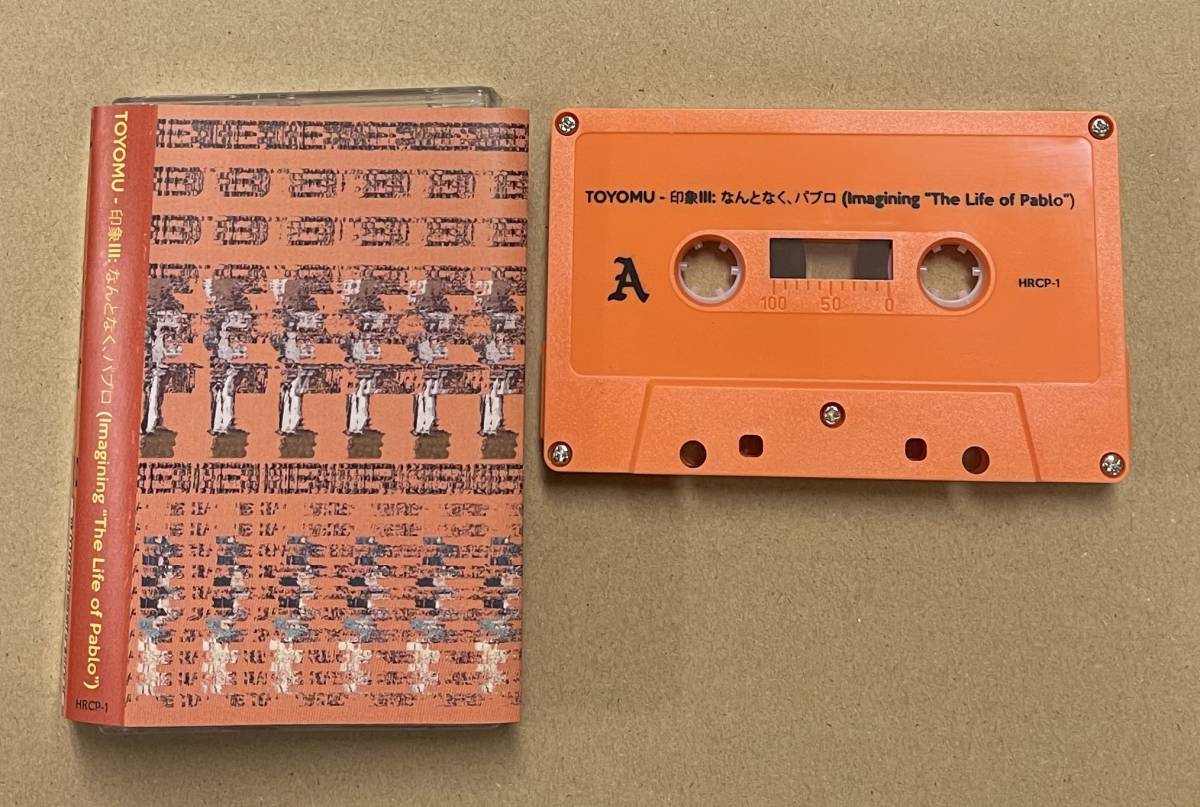 TOYOMU - 印象III: なんとなく、パブロ (Imagining "The Life of Pablo")
HRCP-1
TOYOMU - 印象III: なんとなく、パブロ (Imagining "The Life of Pablo")
A
100 50 0
HRCP-1